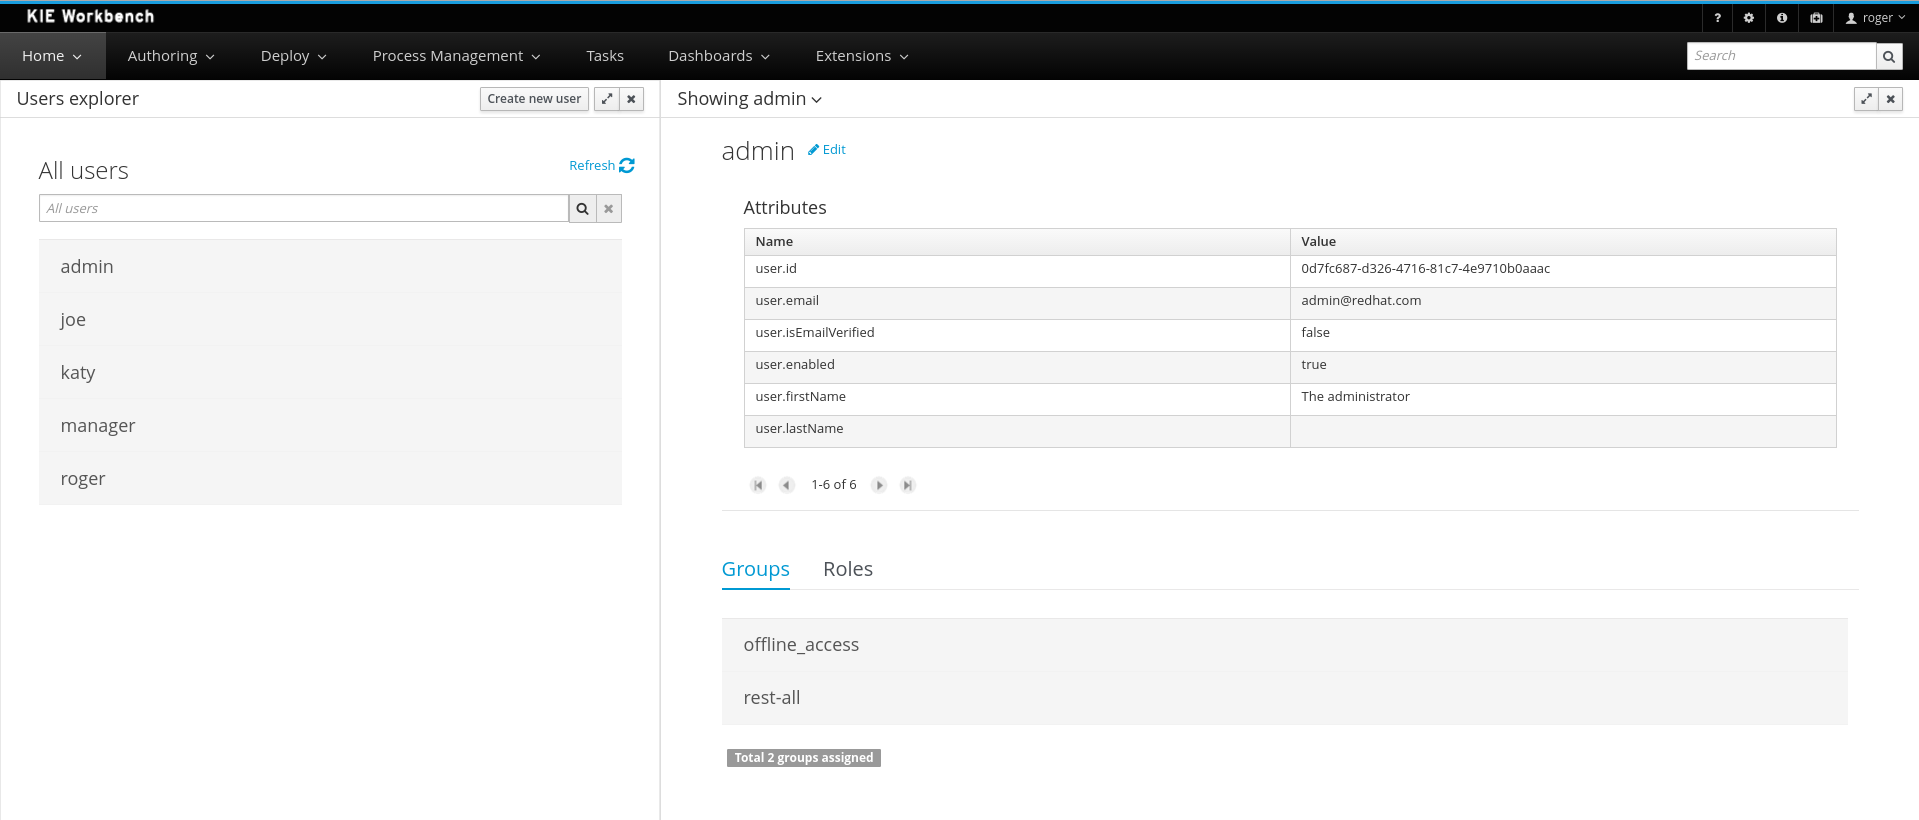 KIE Workbench
? roger
Home Authoring Deploy Process Management Tasks Dashboards Extensions Search
Users explorer Create new user
All users Refresh
All users
admin
joe
katy
manager
roger
Showing admin
admin Edit
Attributes
Name Value
user.id 0d7fc687-d326-4716-81c7-4e9710b0aaac
user.email admin@redhat.com
user.isEmailVerified false
user.enabled true
user.firstName The administrator
user.lastName
1-6 of 6
Groups Roles
offline_access
rest-all
Total 2 groups assigned